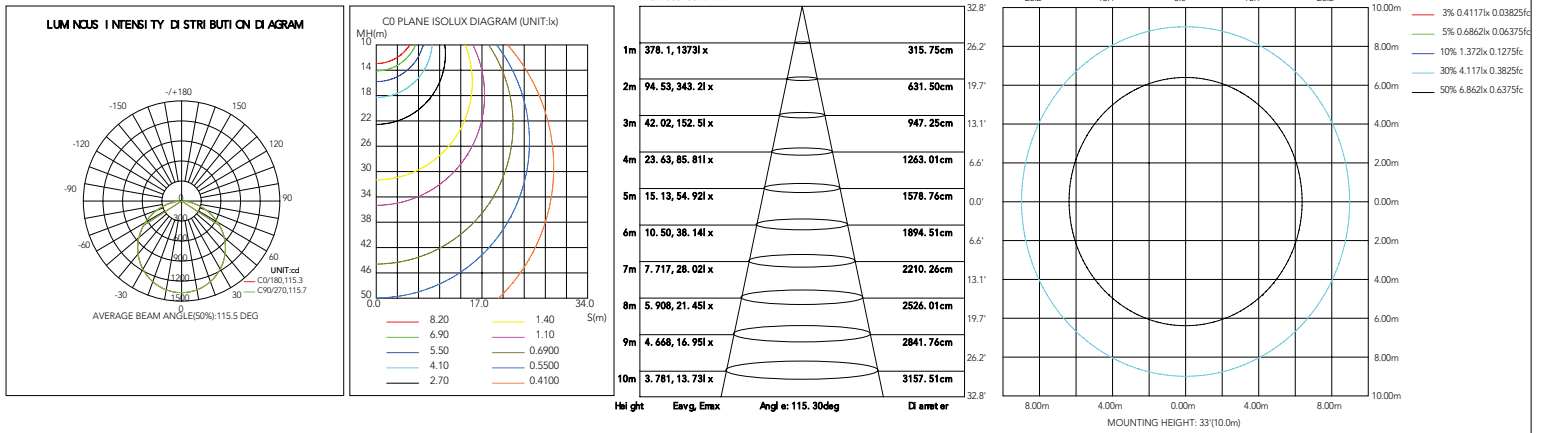 LUMINOUS INTENSITY DISTRIBUTION DIAGRAM
-/+180
-150
150
-120
120
-90
90
-60
60
-30
30
0
0
300
600
900
1200
1500
UNIT:cd
C0/180,115.3
C90/270,115.7
AVERAGE BEAM ANGLE(50%):115.5 DEG
C0 PLANE ISOLUX DIAGRAM (UNIT:lx)
MH(m)
10
14
18
22
26
30
34
38
42
46
50
0.0
17.0
34.0
S(m)
8.20
1.40
6.90
1.10
5.50
0.6900
4.10
0.5500
2.70
0.4100
1m 378.1,1373lx 315.75cm
2m 94.53,343.2lx 631.50cm
3m 42.02,152.5lx 947.25cm
4m 23.63,85.81lx 1263.01cm
5m 15.13,54.92lx 1578.76cm
6m 10.50,38.14lx 1894.51cm
7m 7.717,28.02lx 2210.26cm
8m 5.908,21.45lx 2526.01cm
9m 4.668,16.95lx 2841.76cm
10m 3.781,13.73lx 3157.51cm
Height Eavg,Emax Angle:115.30deg Diameter
32.8'
26.2'
19.7'
13.1'
6.6'
0.0'
6.6'
13.1'
19.7'
26.2'
32.8'
10.00m
8.00m
6.00m
4.00m
2.00m
0.00m
2.00m
4.00m
6.00m
8.00m
10.00m
8.00m
4.00m
0.00m
4.00m
8.00m
MOUNTING HEIGHT: 33'(10.0m)
3% 0.4117lx 0.03825fc
5% 0.6862lx 0.06375fc
10% 1.372lx 0.1275fc
30% 4.117lx 0.3825fc
50% 6.862lx 0.6375fc